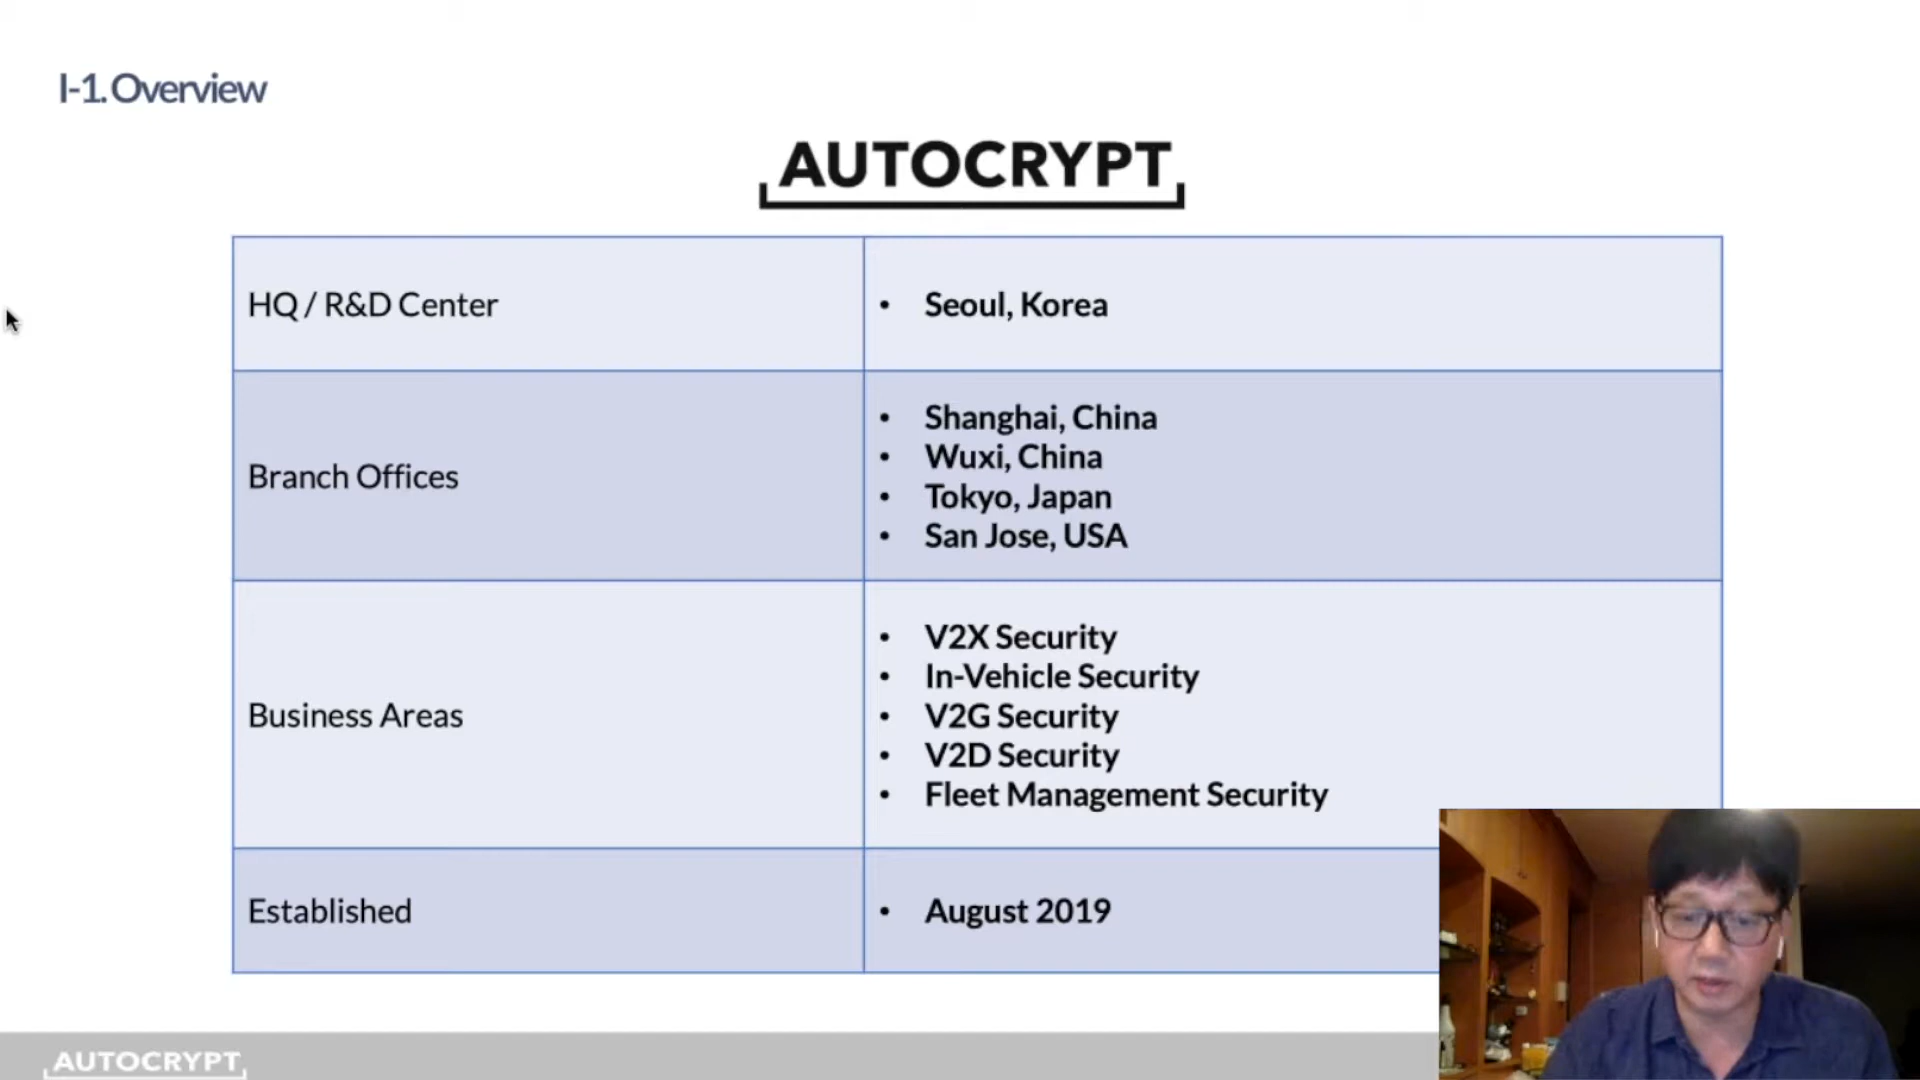 I-1. Overview
AUTOCRYPT
HQ / R&D Center
• Seoul, Korea
Branch Offices
• Shanghai, China
• Wuxi, China
• Tokyo, Japan
• San Jose, USA
Business Areas
• V2X Security
• In-Vehicle Security
• V2G Security
• V2D Security
• Fleet Management Security
Established
• August 2019
AUTOCRYPT